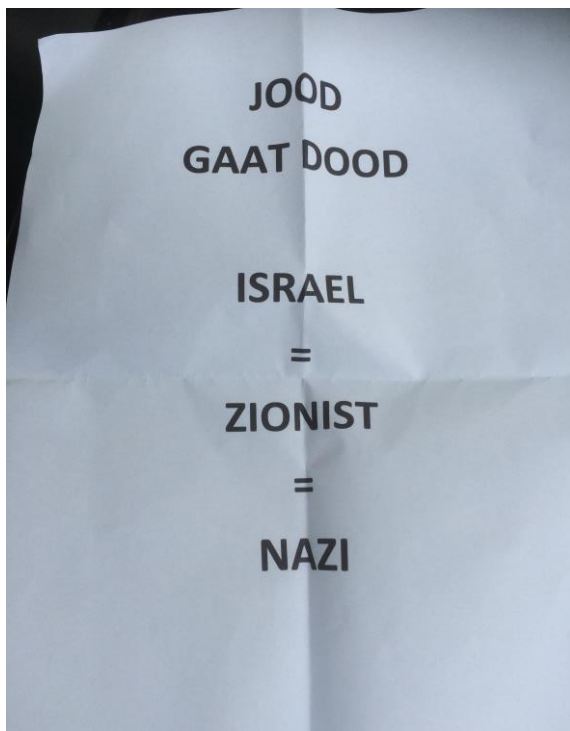 JOOD
GAAT DOOD
ISRAEL
=
ZIONIST
=
NAZI